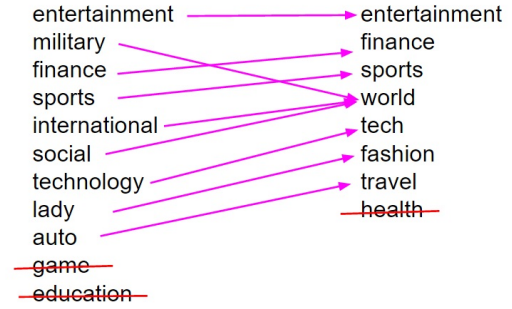 entertainment entertainment
military finance
finance sports
sports world
international tech
social fashion
technology travel
lady health
auto
game
education